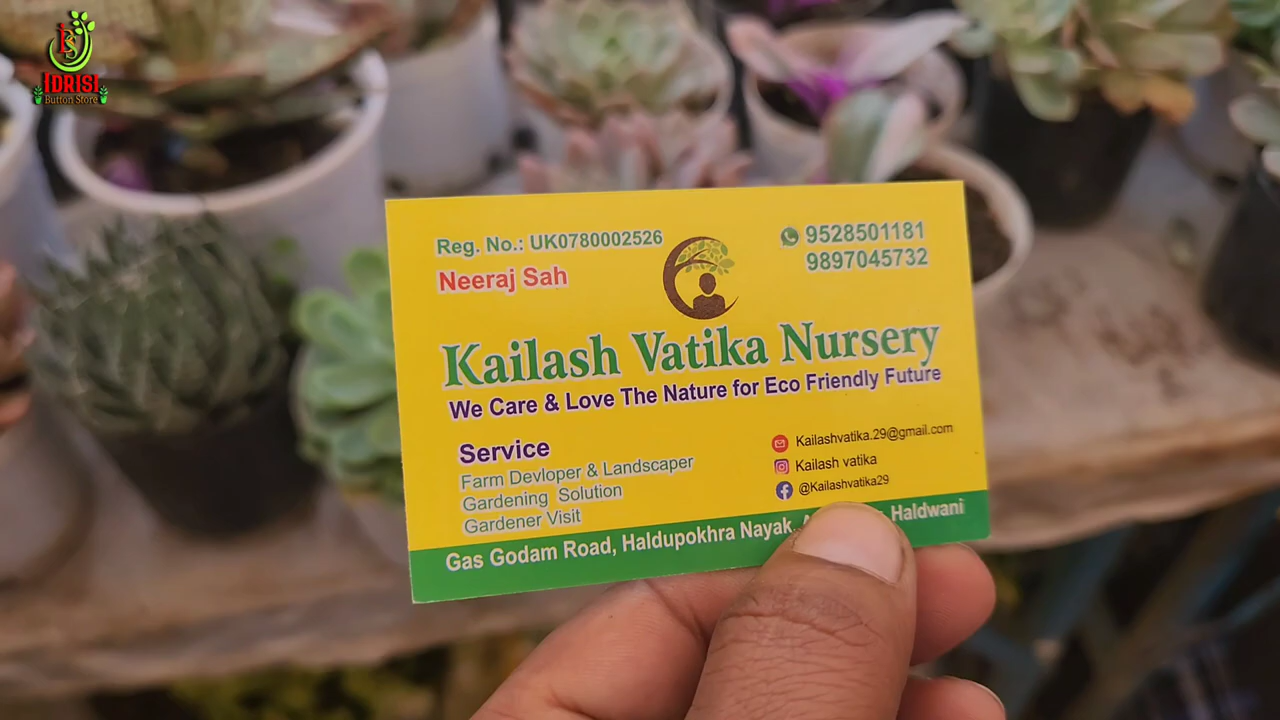 IDRISI
Button Store
Reg. No.: UK0780002526
Neeraj Sah
9528501181
9897045732
Kailash Vatika Nursery
We Care & Love The Nature for Eco Friendly Future
Service
Farm Devloper & Landscaper
Gardening Solution
Gardener Visit
Kailashvatika.29@gmail.com
Kailash vatika
@Kailashvatika29
Gas Godam Road, Haldupokhra Nayak, Haldwani